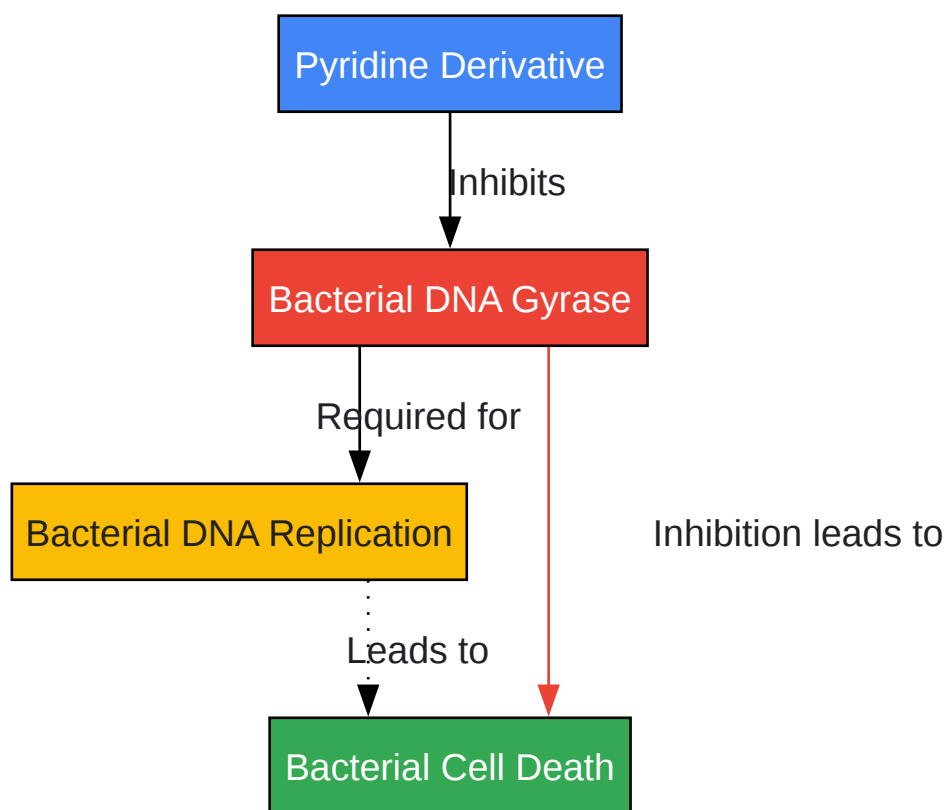 Pyridine Derivative
Inhibits
Bacterial DNA Gyrase
Required for
Bacterial DNA Replication
Inhibition leads to
Leads to
Bacterial Cell Death